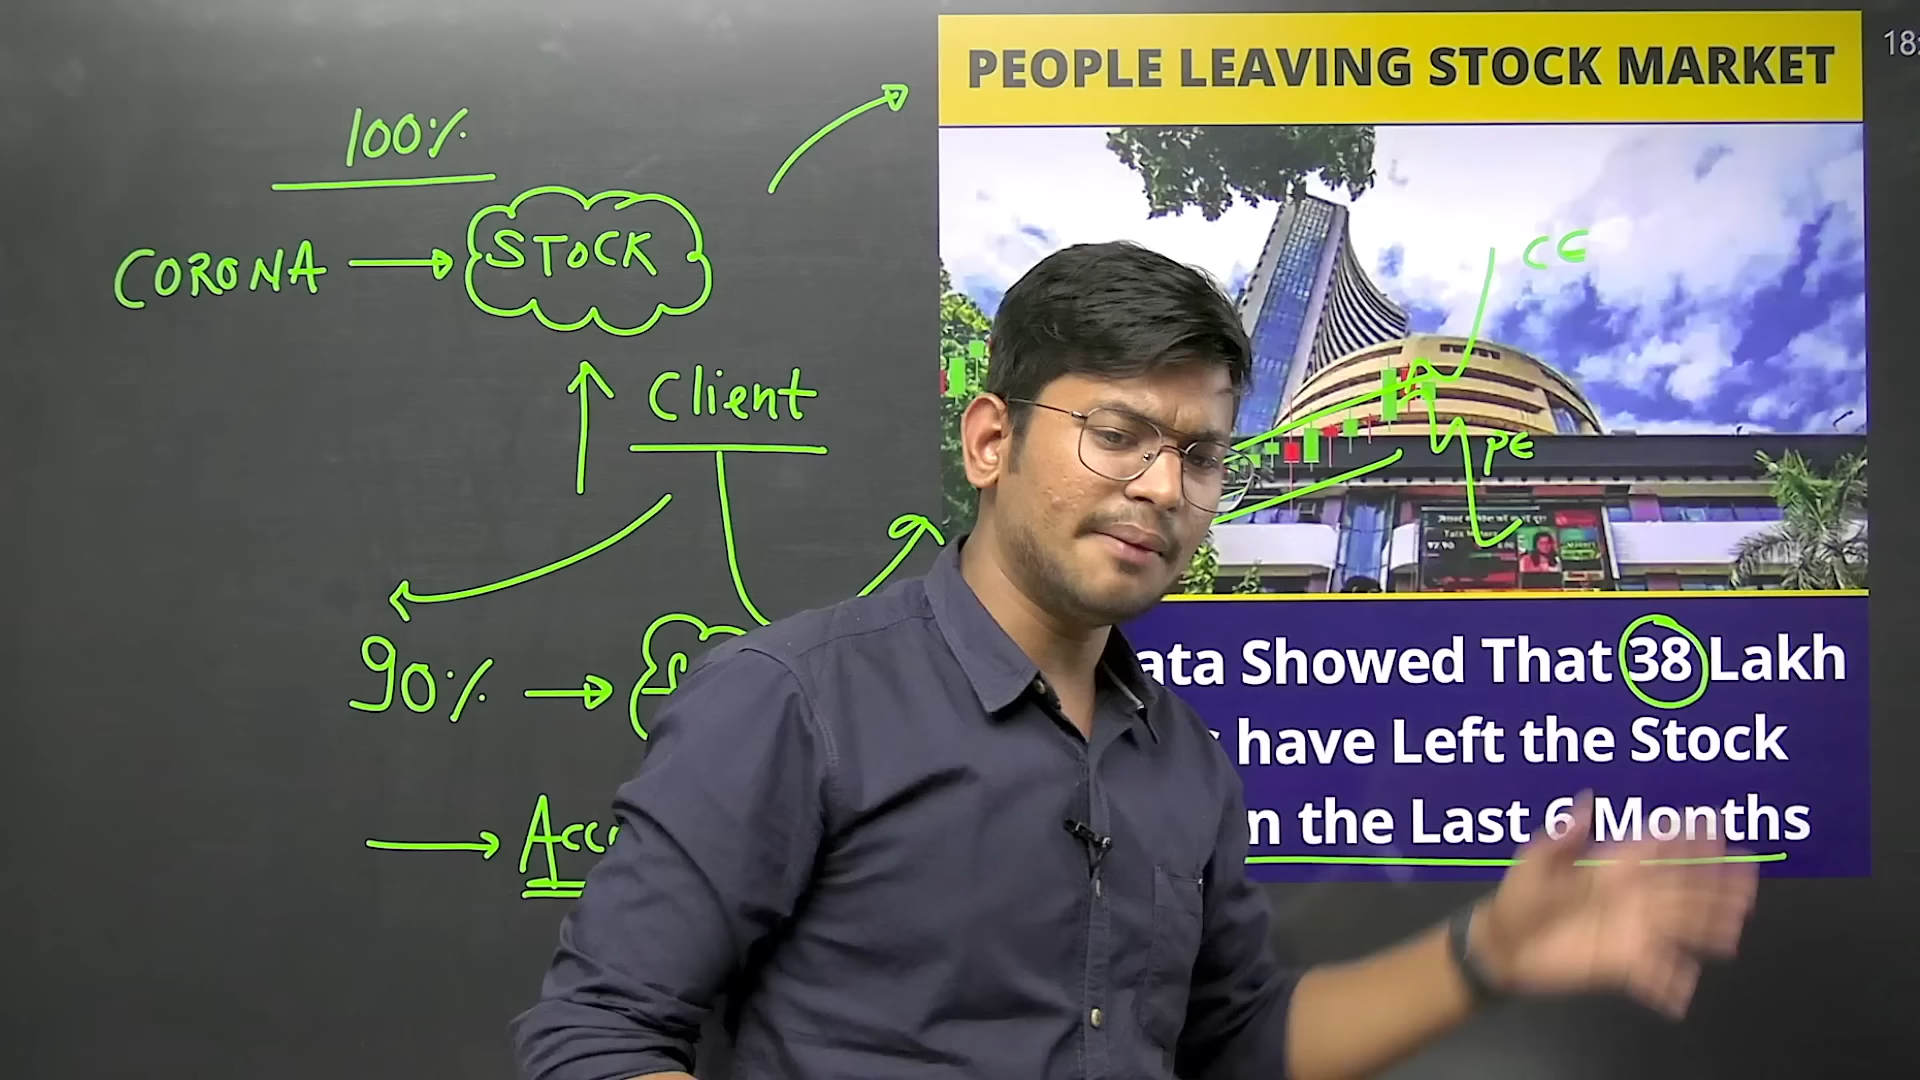 100%
CORONA
STOCK
Client
90%
PEOPLE LEAVING STOCK MARKET
18
CE
PE
Showed That 38 Lakh
have Left the Stock
the Last 6 Months